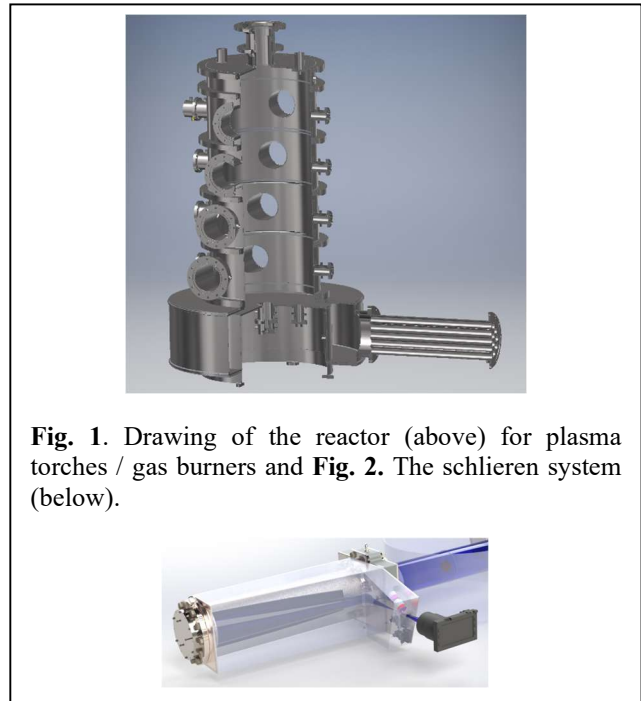 Fig. 1. Drawing of the reactor (above) for plasma
torches / gas burners and Fig. 2. The schlieren system
(below).